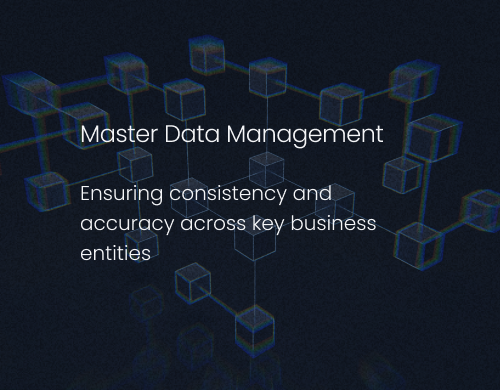 Master Data Management
Ensuring consistency and
accuracy across key business
entities